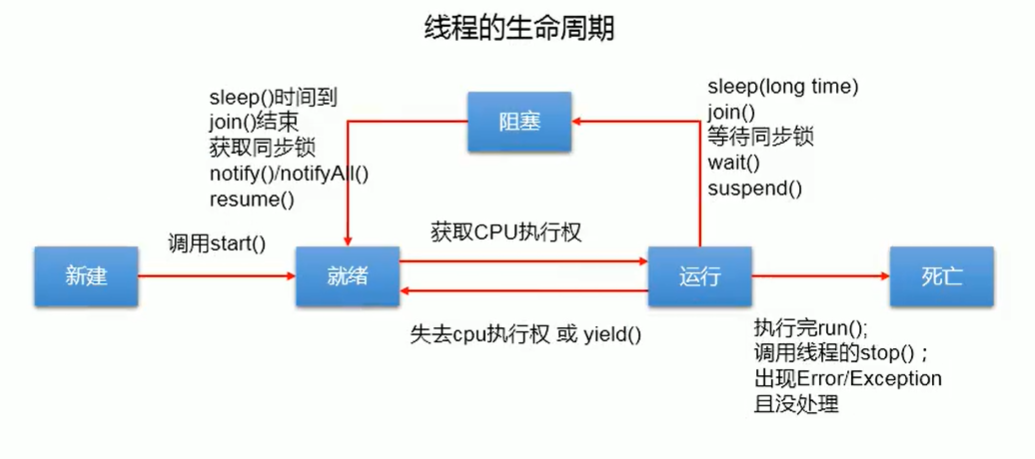 线程的生命周期
sleep()时间到
join()结束
获取同步锁
notify()/notifyAll()
resume()
阻塞
sleep(long time)
join()
等待同步锁
wait()
suspend()
调用start()
获取CPU执行权
新建
就绪
运行
死亡
失去cpu执行权 或 yield()
执行完run();
调用线程的stop()；
出现Error/Exception
且没处理